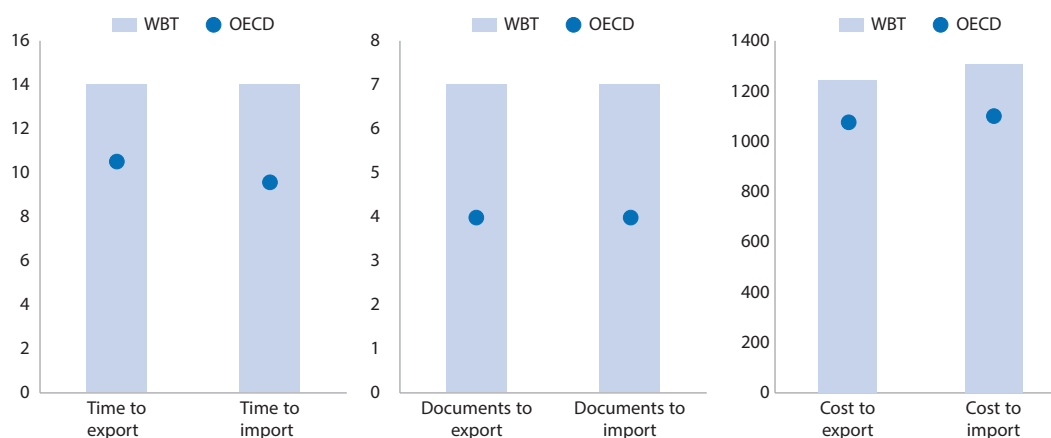 WBT OECD
16
14
12
10
8
6
4
2
0
Time to
export
Time to
import
WBT OECD
8
7
6
5
4
3
2
1
0
Documents to
export
Documents to
import
WBT OECD
1400
1200
1000
800
600
400
200
0
Cost to
export
Cost to
import